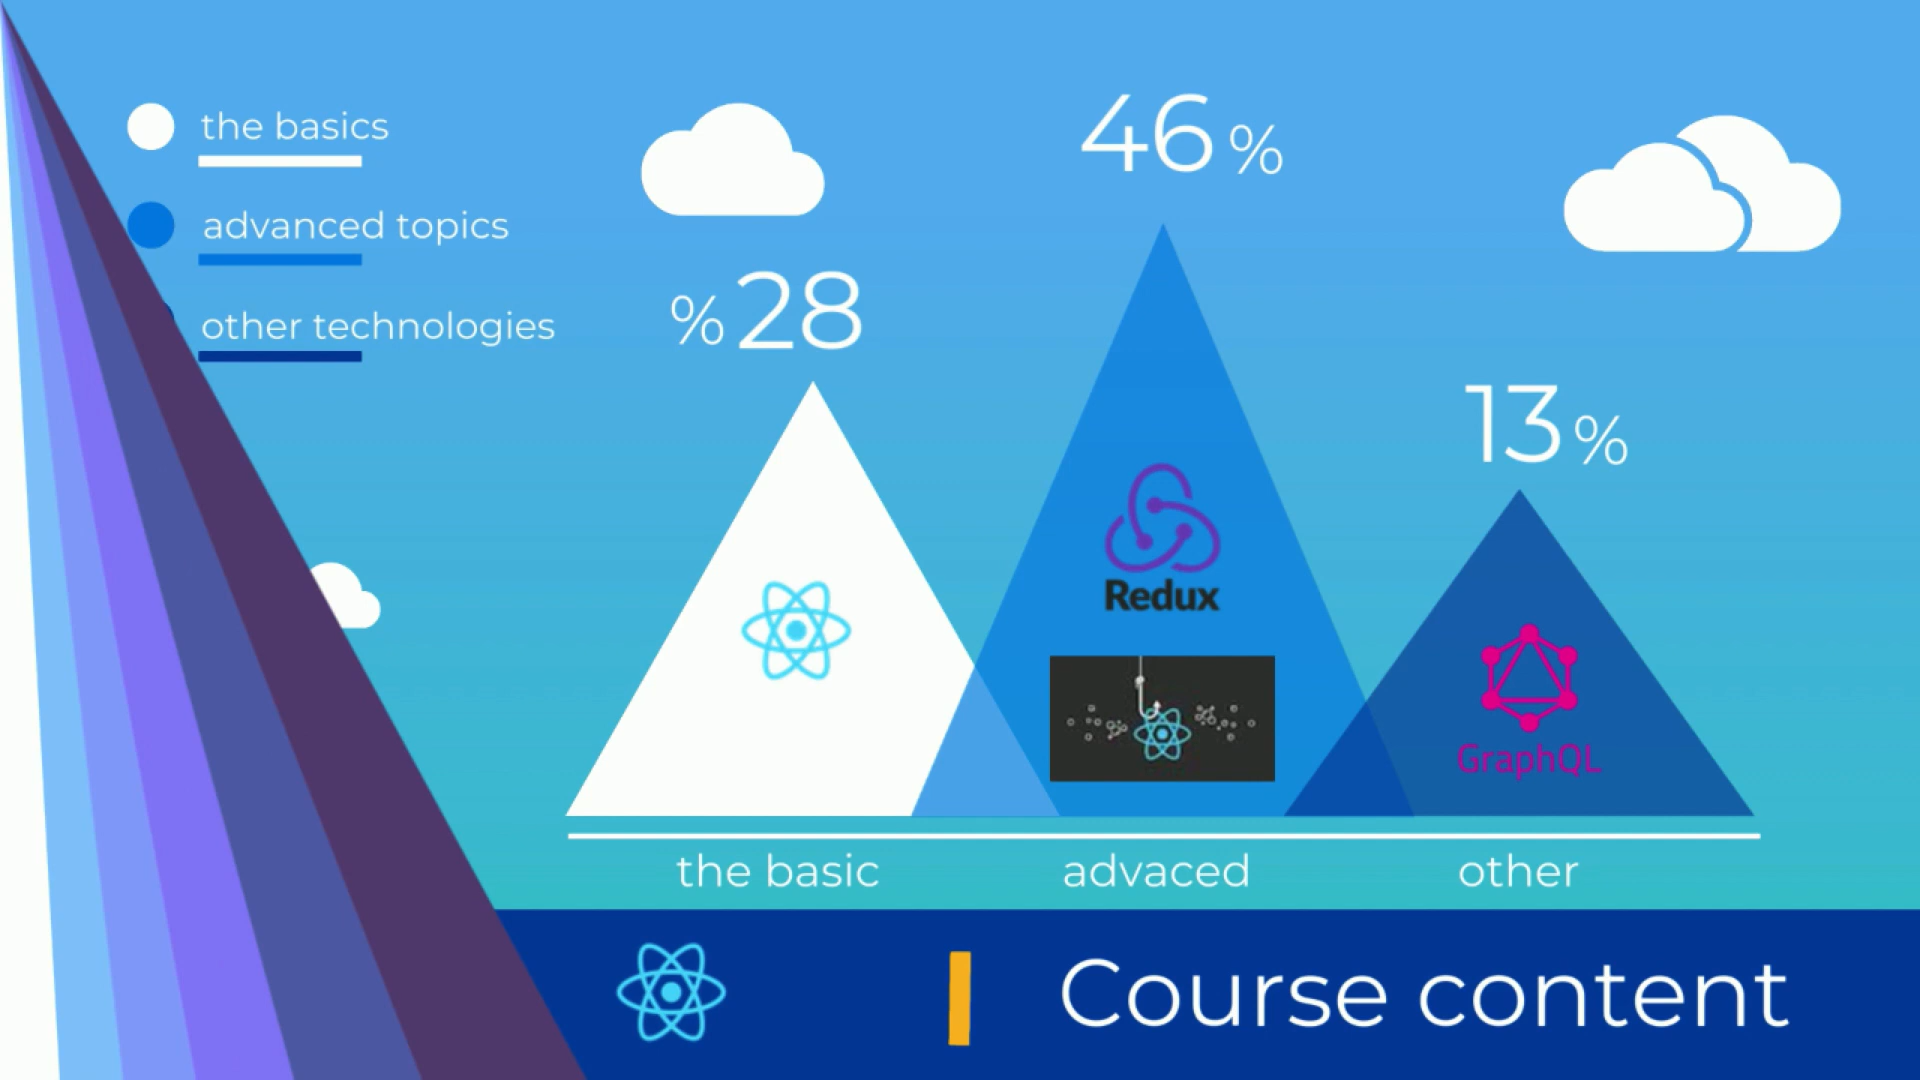 the basics
advanced topics
other technologies
% 28
46 %
13 %
Redux
GraphQL
the basic
advaced
other
Course content